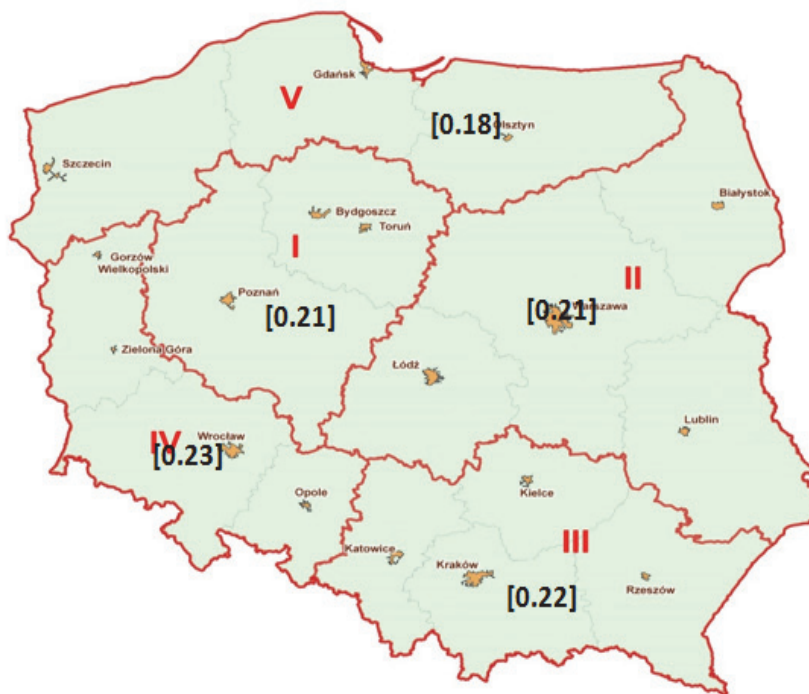 Gdańsk
V
[0.18]
Olsztyn
Szczecin
Białystok
Bydgoszcz
Toruń
I
Gorzów
Wielkopolski
II
Poznań
[0.21]
[0.21]
Warszawa
Zielona Góra
Łódź
Lublin
IV
Wrocław
[0.23]
Kielce
Opole
III
Katowice
Kraków
Rzeszów
[0.22]